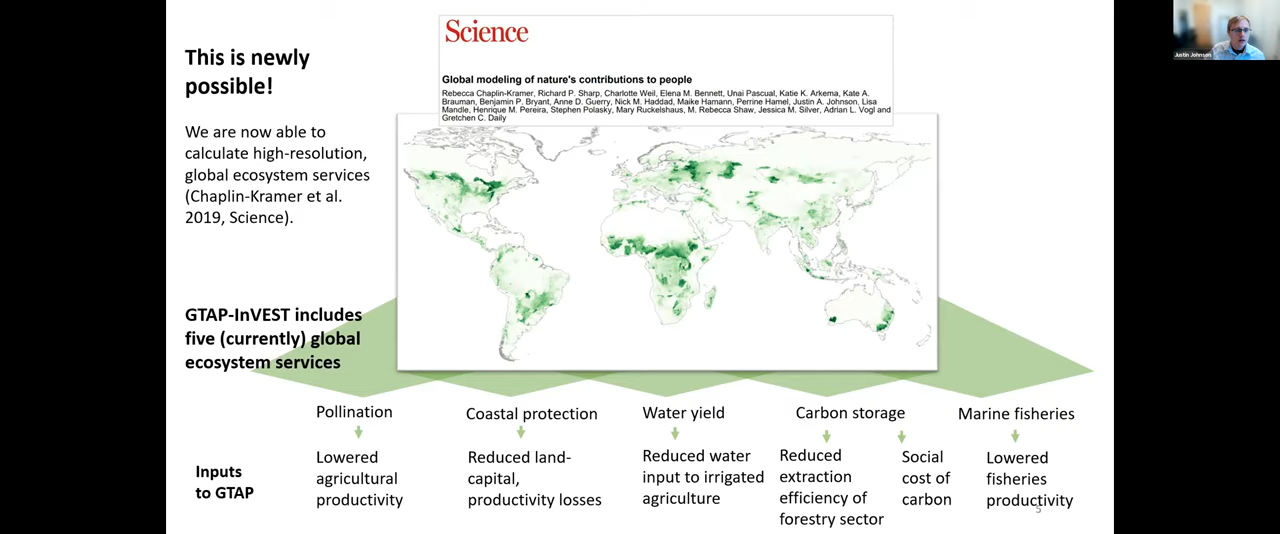 Science
Global modeling of nature's contributions to people
Rebecca Chaplin-Kramer, Richard P. Sharp, Charlotte Weil, Elena M. Bennett, Unai Pascual, Katie K. Arkema, Kate A.
Brauman, Benjamin P. Bryant, Anne D. Guerry, Nick M. Haddad, Maike Hamann, Perrine Hamel, Justin A. Johnson, Lisa
Mandle, Henrique M. Pereira, Stephen Polasky, Mary Ruckelshaus, M. Rebecca Shaw, Jessica M. Silver, Adrian L. Vogl and
Gretchen C. Daily
Justin Johnson
This is newly
possible!
We are now able to
calculate high-resolution,
global ecosystem services
(Chaplin-Kramer et al.
2019, Science).
GTAP-InVEST includes
five (currently) global
ecosystem services
Pollination
Coastal protection
Water yield
Carbon storage
Marine fisheries
Inputs
to GTAP
Lowered
agricultural
productivity
Reduced land-
capital,
productivity losses
Reduced water
input to irrigated
agriculture
Reduced
extraction
efficiency of
forestry sector
Social
cost of
carbon
Lowered
fisheries
productivity
5